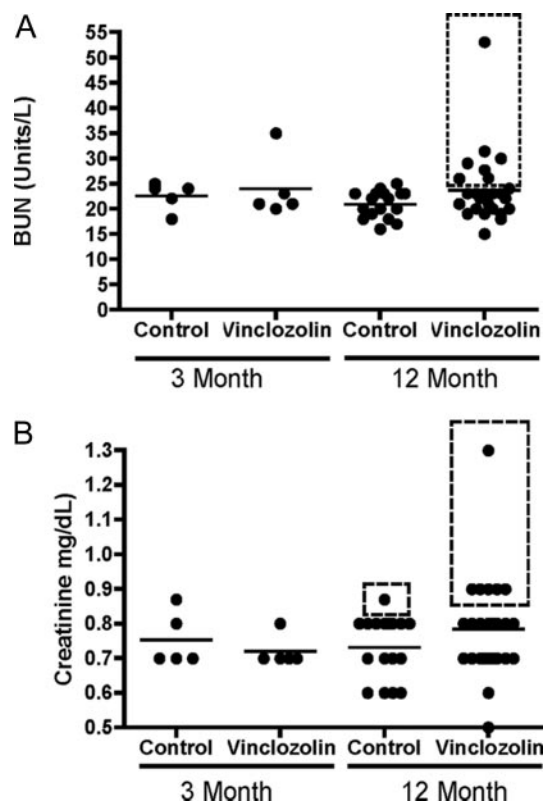 A
BUN (Units/L)
55
50
45
40
35
30
25
20
15
10
5
0
Control Vinclozolin Control Vinclozolin
3 Month 12 Month
B
Creatinine mg/dL)
1.3
1.2
1.1
1.0
0.9
0.8
0.7
0.6
0.5
Control Vinclozolin Control Vinclozolin
3 Month 12 Month